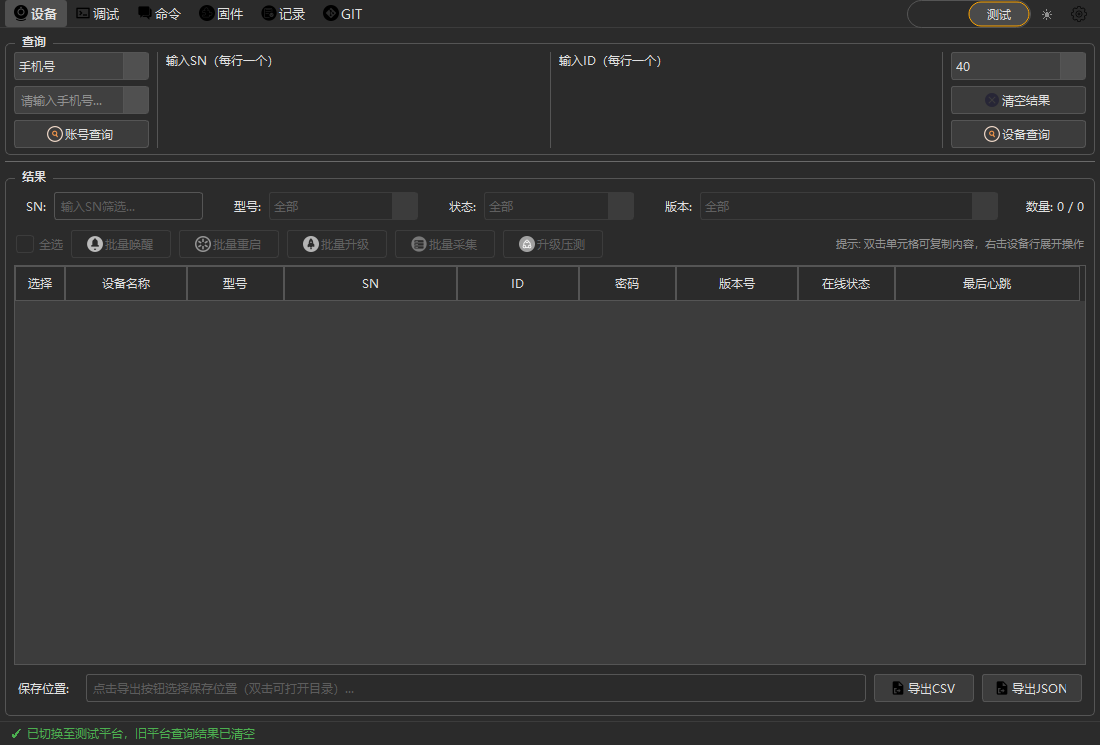 设备 调试 命令 固件 记录 GIT 测试
查询
手机号 输入SN（每行一个） 输入ID（每行一个） 40
请输入手机号... 清空结果
账号查询 设备查询
结果
SN: 输入SN筛选... 型号: 全部 状态: 全部 版本: 全部 数量: 0 / 0
全选 批量唤醒 批量重启 批量升级 批量采集 升级压测 提示: 双击单元格可复制内容，右击设备行展开操作
选择 设备名称 型号 SN ID 密码 版本号 在线状态 最后心跳
保存位置: 点击导出按钮选择保存位置（双击可打开目录）... 导出CSV 导出JSON
✓ 已切换至测试平台，旧平台查询结果已清空